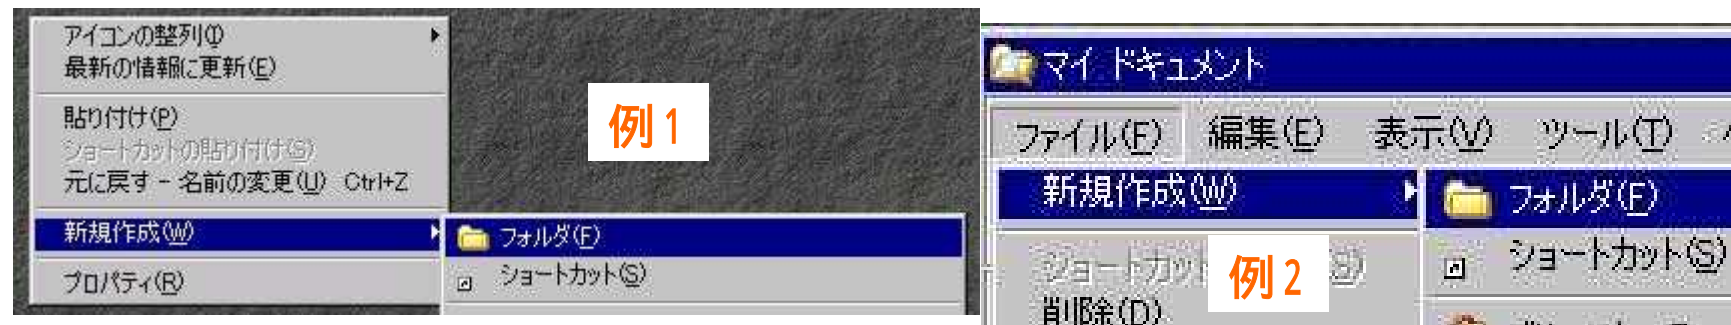 アイコンの整列(I)
最新の情報に更新(E)
貼り付け(P)
ショートカットの貼り付け(S)
元に戻す - 名前の変更(U) Ctrl+Z
新規作成(W)
フォルダ(F)
ショートカット(S)
プロパティ(R)
例1
マイ ドキュメント
ファイル(F) 編集(E) 表示(V) ツール(T)
新規作成(W)
フォルダ(F)
ショートカット(S)
例2
削除(D)